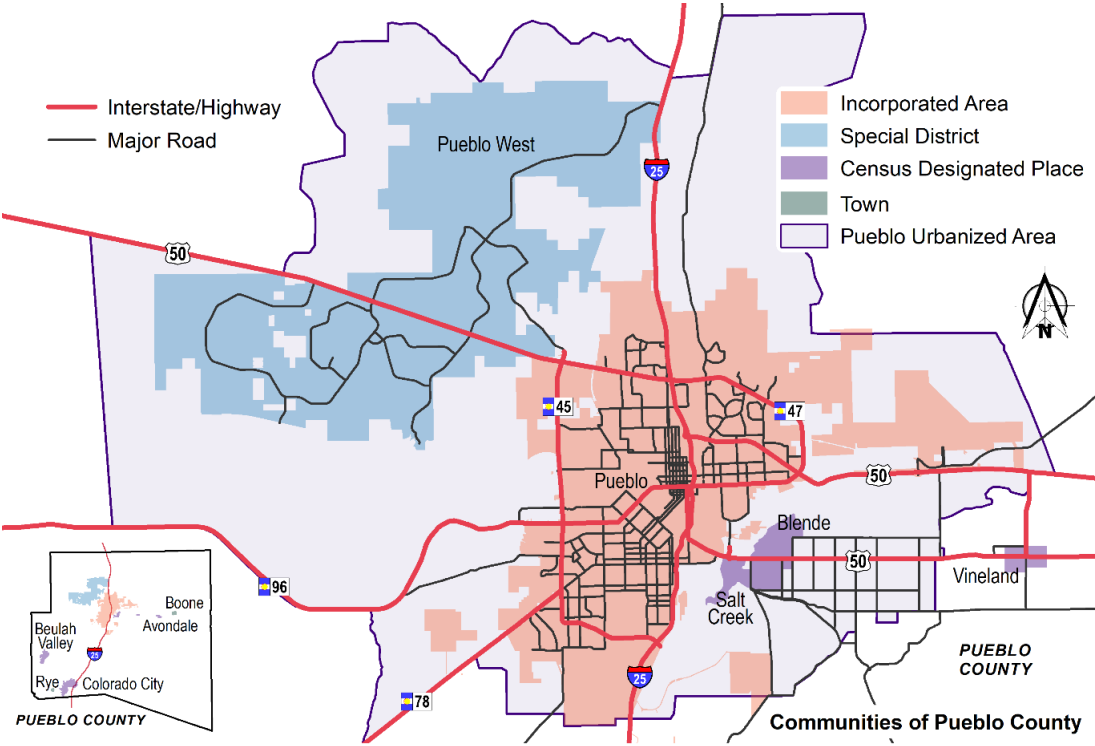 Interstate/Highway
Major Road
Incorporated Area
Special District
Census Designated Place
Town
Pueblo Urbanized Area
Pueblo West
25
50
N
45
47
Pueblo
50
Blende
50
Vineland
96
Salt
Creek
Boone
Avondale
Beulah
Valley
25
Rye
Colorado City
PUEBLO COUNTY
78
25
PUEBLO
COUNTY
Communities of Pueblo County